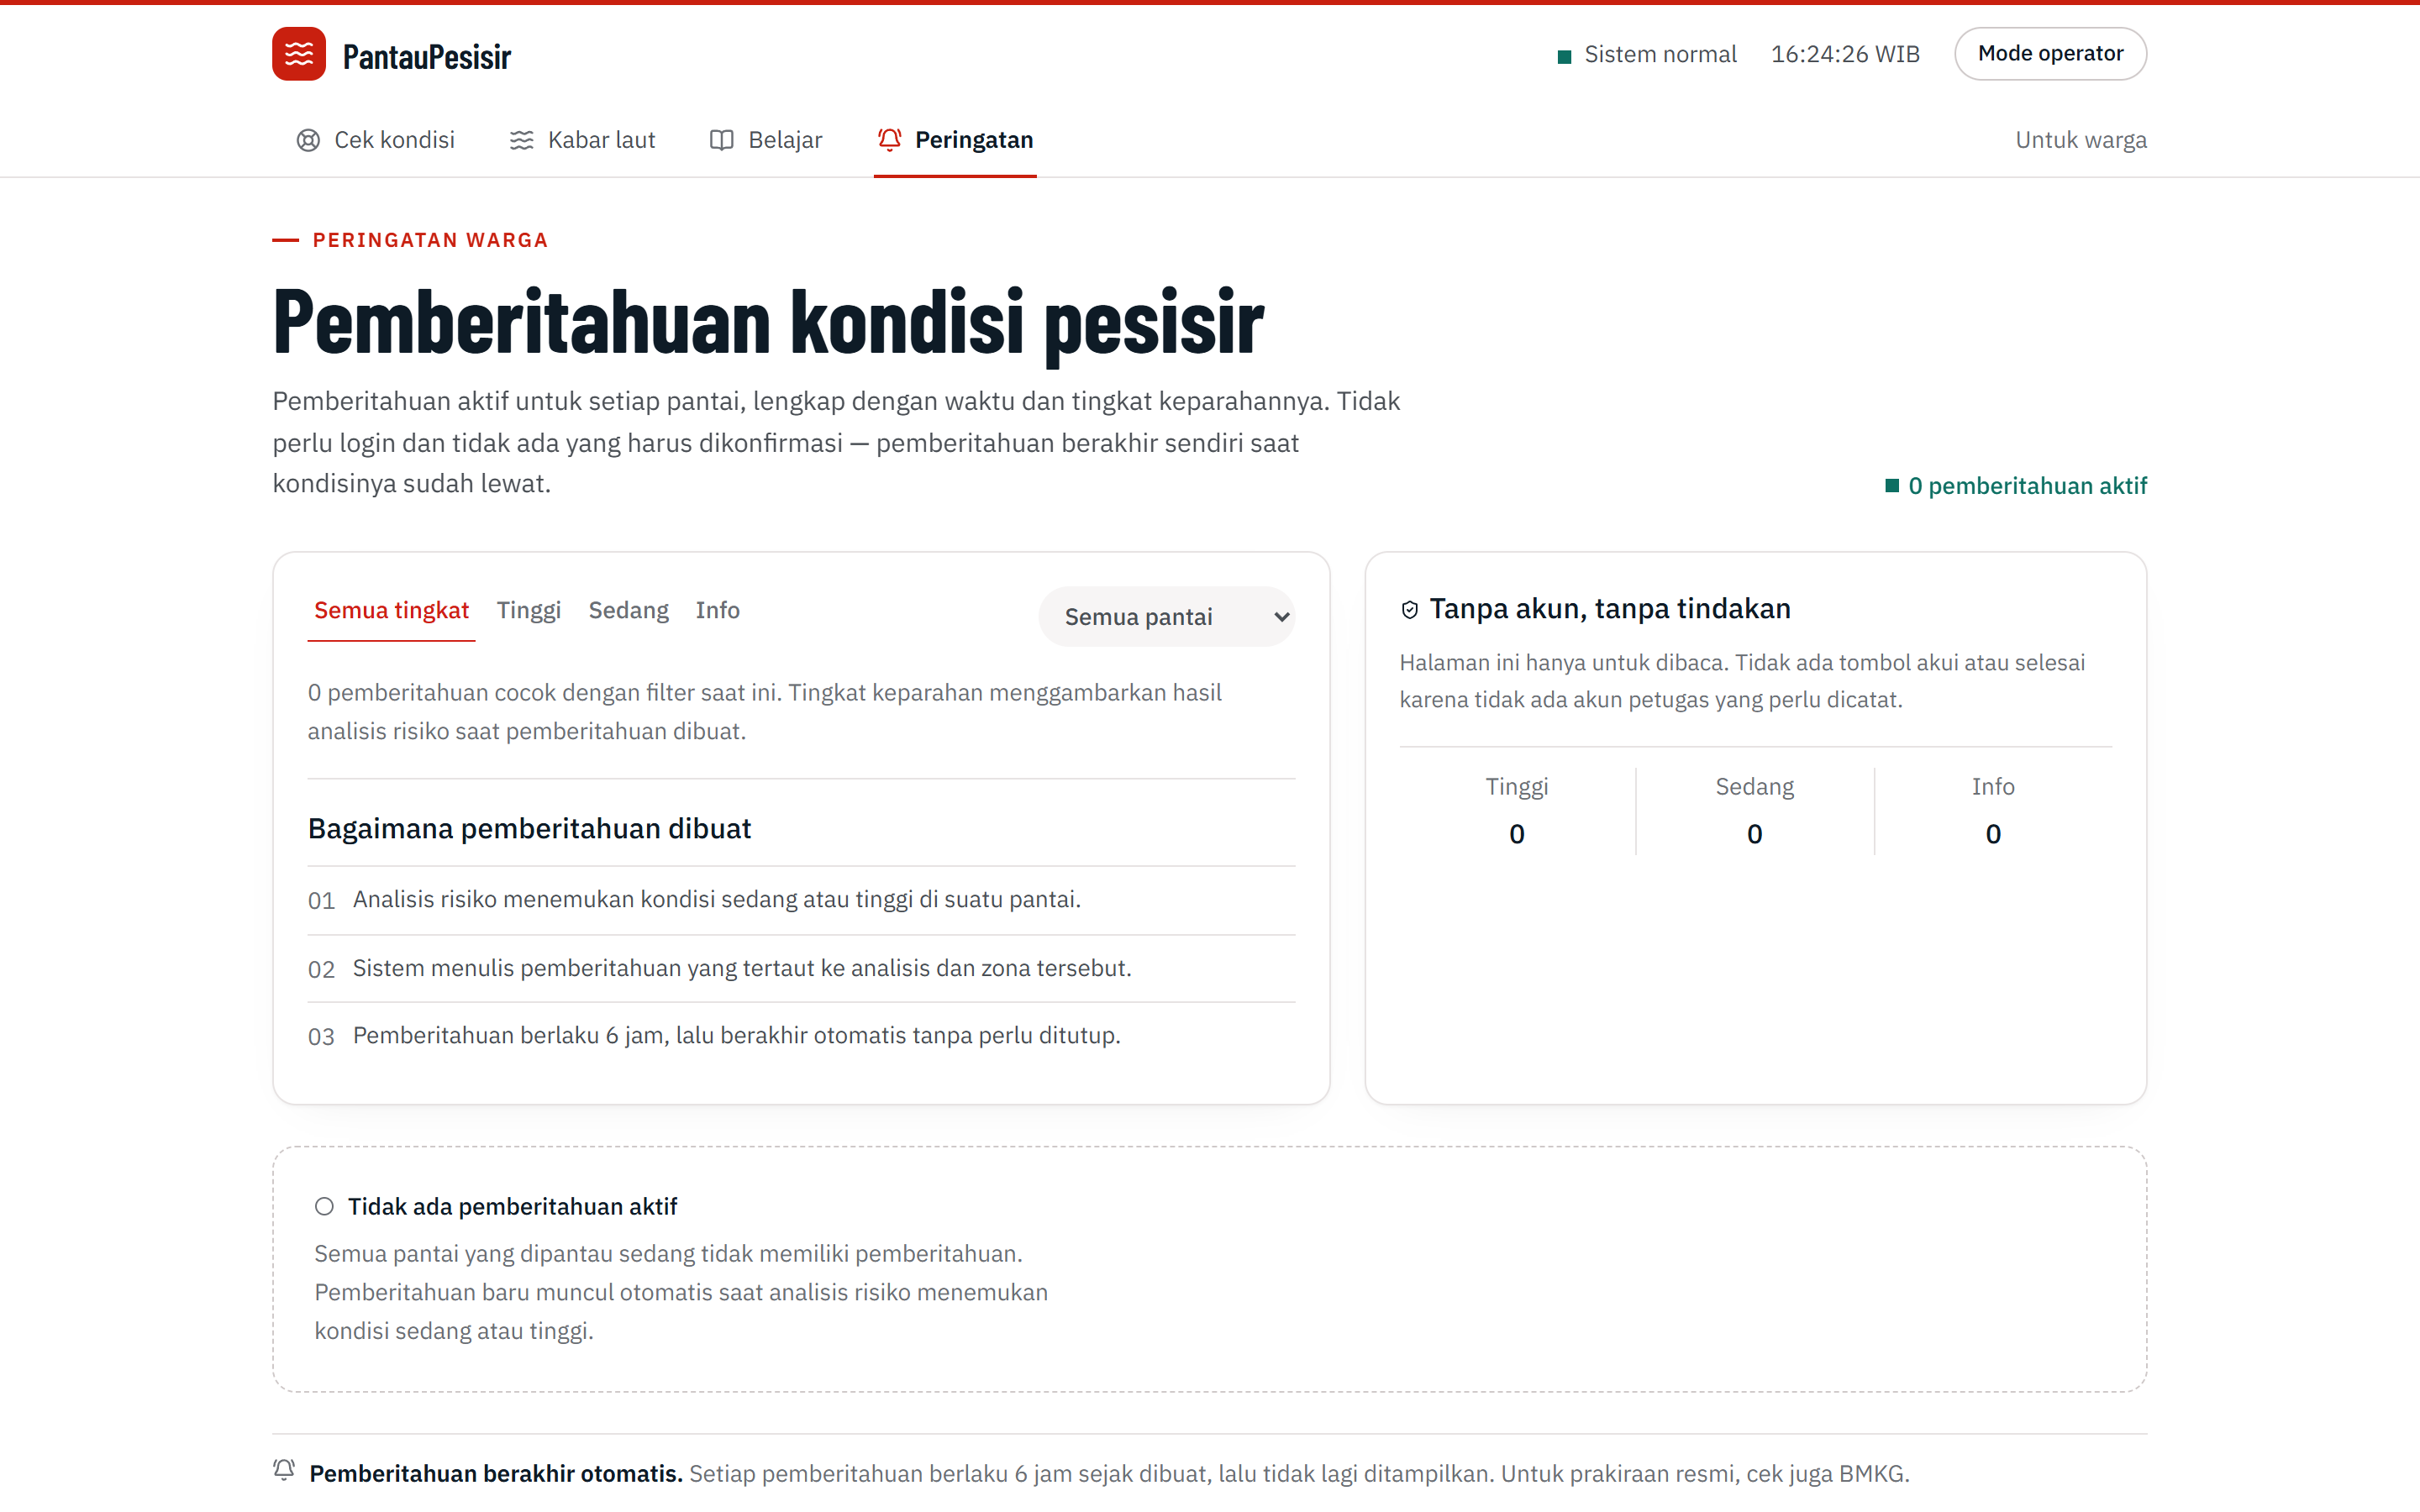 PantauPesisir
Sistem normal
16:24:26 WIB
Mode operator
Cek kondisi
Kabar laut
Belajar
Peringatan
Untuk warga
PERINGATAN WARGA
Pemberitahuan kondisi pesisir
Pemberitahuan aktif untuk setiap pantai, lengkap dengan waktu dan tingkat keparahannya. Tidak
perlu login dan tidak ada yang harus dikonfirmasi — pemberitahuan berakhir sendiri saat
kondisinya sudah lewat.
0 pemberitahuan aktif
Semua tingkat
Tinggi
Sedang
Info
Semua pantai
0 pemberitahuan cocok dengan filter saat ini. Tingkat keparahan menggambarkan hasil
analisis risiko saat pemberitahuan dibuat.
Bagaimana pemberitahuan dibuat
01 Analisis risiko menemukan kondisi sedang atau tinggi di suatu pantai.
02 Sistem menulis pemberitahuan yang tertaut ke analisis dan zona tersebut.
03 Pemberitahuan berlaku 6 jam, lalu berakhir otomatis tanpa perlu ditutup.
Tanpa akun, tanpa tindakan
Halaman ini hanya untuk dibaca. Tidak ada tombol akui atau selesai
karena tidak ada akun petugas yang perlu dicatat.
Tinggi
0
Sedang
0
Info
0
Tidak ada pemberitahuan aktif
Semua pantai yang dipantau sedang tidak memiliki pemberitahuan.
Pemberitahuan baru muncul otomatis saat analisis risiko menemukan
kondisi sedang atau tinggi.
Pemberitahuan berakhir otomatis. Setiap pemberitahuan berlaku 6 jam sejak dibuat, lalu tidak lagi ditampilkan. Untuk prakiraan resmi, cek juga BMKG.